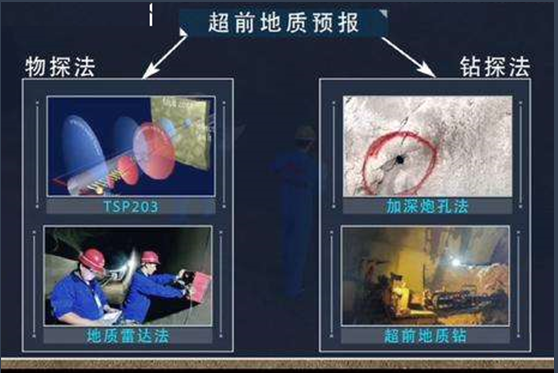 超前地质预报
物探法
钻探法
TSP203
加深炮孔法
地质雷达法
超前地质钻